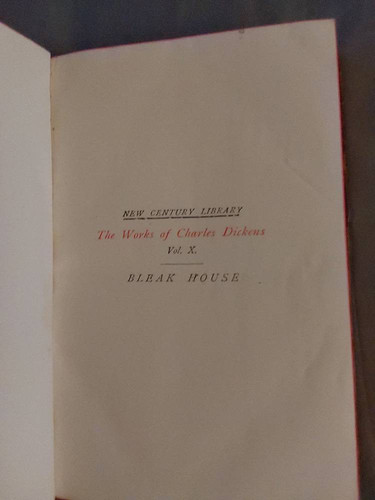 NEW CENTURY LIBRARY
The Works of Charles Dickens
Vol. X.
BLEAK HOUSE